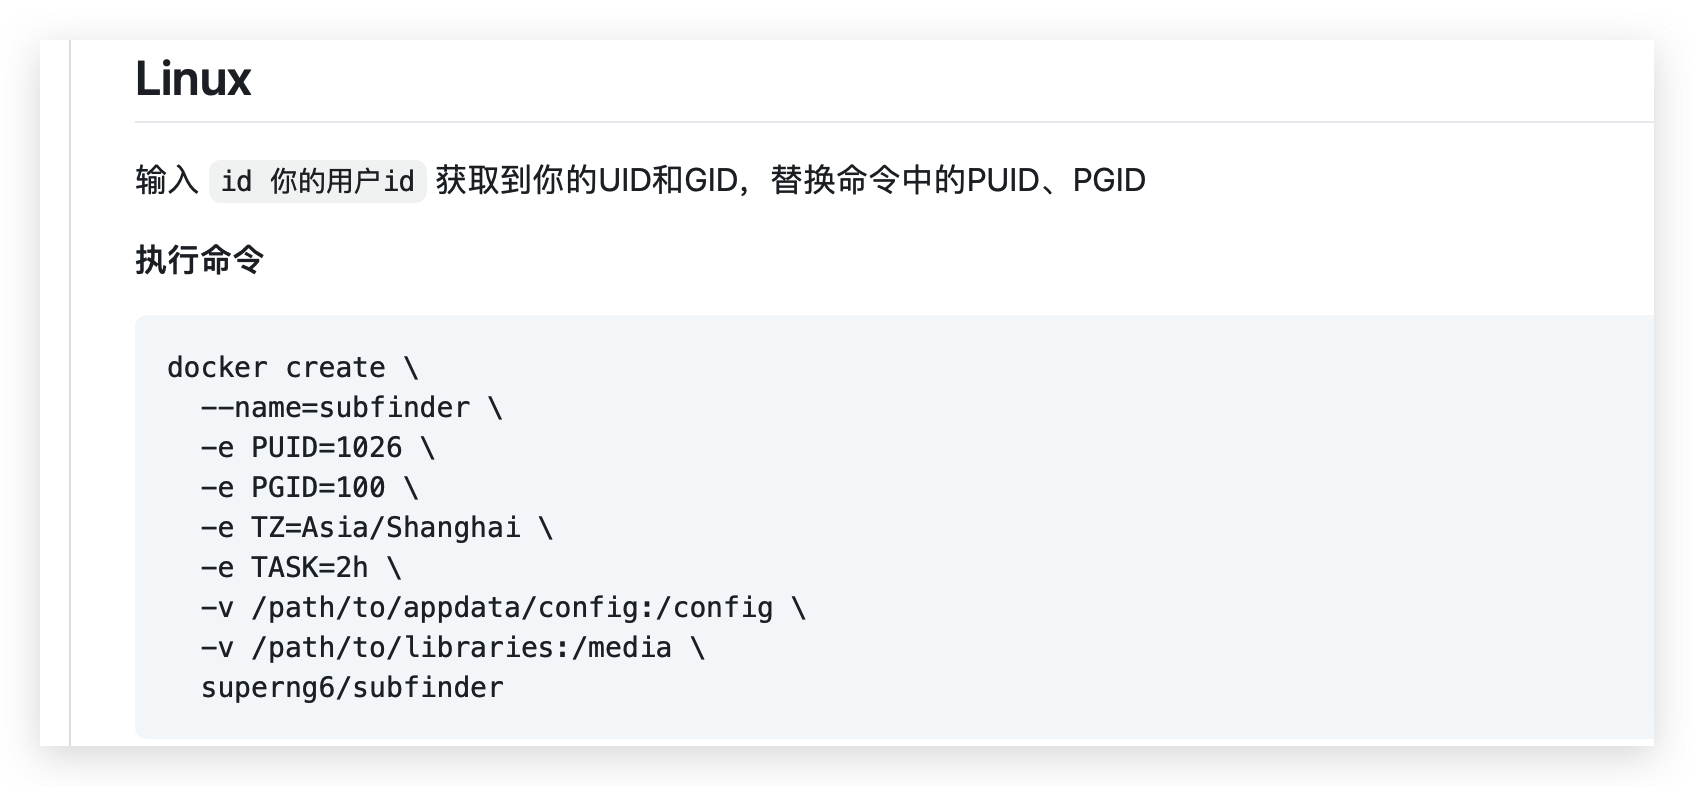 Linux
输入 id 你的用户id 获取到你的UID和GID，替换命令中的PUID、PGID
执行命令
docker create \
  --name=subfinder \
  -e PUID=1026 \
  -e PGID=100 \
  -e TZ=Asia/Shanghai \
  -e TASK=2h \
  -v /path/to/appdata/config:/config \
  -v /path/to/libraries:/media \
  superng6/subfinder